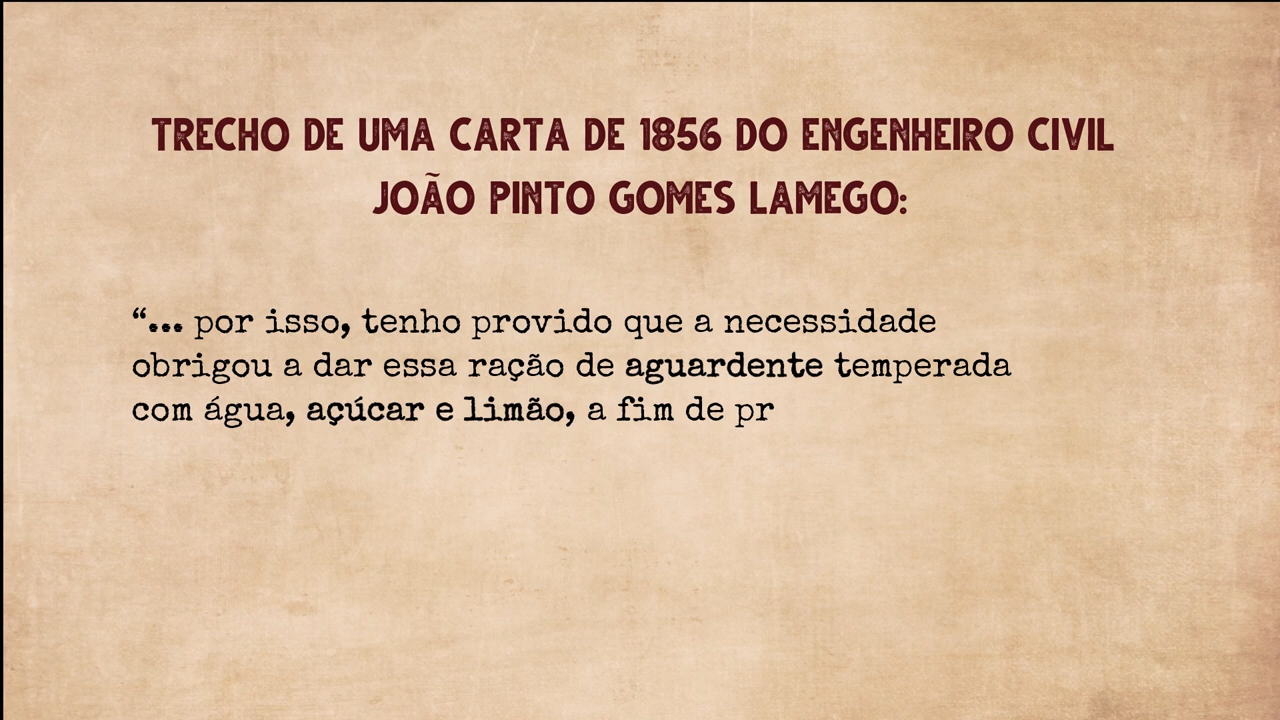 TRECHO DE UMA CARTA DE 1856 DO ENGENHEIRO CIVIL
JOÃO PINTO GOMES LAMEGO:
“... por isso, tenho provido que a necessidade
obrigou a dar essa ração de aguardente temperada
com água, açúcar e limão, a fim de pr